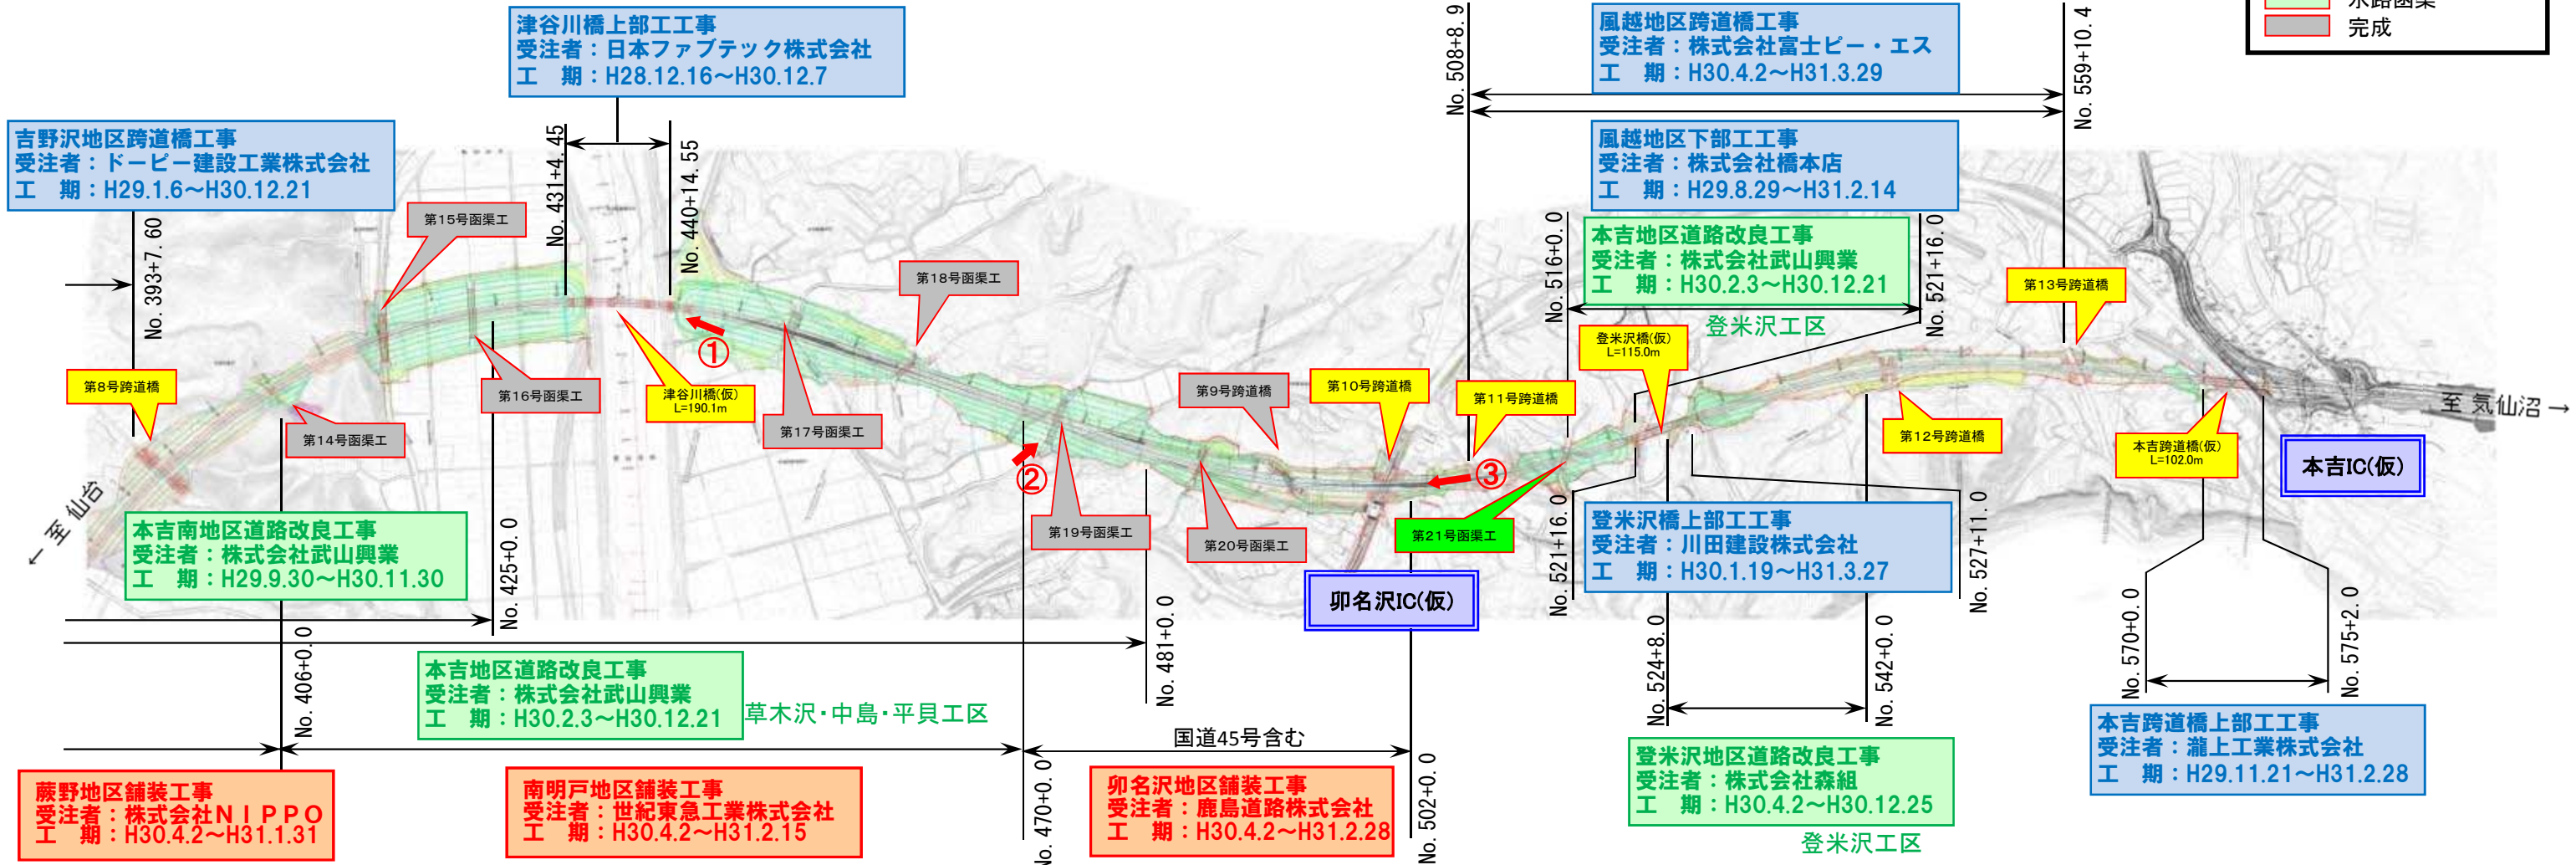 津谷川橋上部工工事
受注者：日本ファブテック株式会社
工　期：H28.12.16～H30.12.7
風越地区跨道橋工事
受注者：株式会社富士ピー・エス
工　期：H30.4.2～H31.3.29
完成
No. 508+8. 9
No. 559+10. 4
吉野沢地区跨道橋工事
受注者：ドーピー建設工業株式会社
工　期：H29.1.6～H30.12.21
風越地区下部工工事
受注者：株式会社橋本店
工　期：H29.8.29～H31.2.14
No. 393+7. 60
No. 431+4. 45
No. 440+14. 55
本吉地区道路改良工事
受注者：株式会社武山興業
工　期：H30.2.3～H30.12.21
No. 516+0. 0
No. 521+16. 0
登米沢工区
第15号函渠工
第18号函渠工
第13号跨道橋
①
登米沢橋(仮)
L=115.0m
第8号跨道橋
第14号函渠工
第16号函渠工
津谷川橋(仮)
L=190.1m
第17号函渠工
第9号跨道橋
第10号跨道橋
第11号跨道橋
第12号跨道橋
本吉跨道橋(仮)
L=102.0m
至 気仙沼 →
本吉IC(仮)
②
③
← 至 仙台
第19号函渠工
第20号函渠工
第21号函渠工
卯名沢IC(仮)
本吉南地区道路改良工事
受注者：株式会社武山興業
工　期：H29.9.30～H30.11.30
No. 425+0. 0
登米沢橋上部工工事
受注者：川田建設株式会社
工　期：H30.1.19～H31.3.27
No. 521+16. 0
No. 527+11. 0
No. 406+0. 0
本吉地区道路改良工事
受注者：株式会社武山興業
工　期：H30.2.3～H30.12.21
草木沢・中島・平貝工区
No. 481+0. 0
No. 524+8. 0
No. 542+0. 0
No. 570+0. 0
No. 575+2. 0
国道45号含む
蕨野地区舗装工事
受注者：株式会社ＮＩＰＰＯ
工　期：H30.4.2～H31.1.31
南明戸地区舗装工事
受注者：世紀東急工業株式会社
工　期：H30.4.2～H31.2.15
No. 470+0. 0
卯名沢地区舗装工事
受注者：鹿島道路株式会社
工　期：H30.4.2～H31.2.28
No. 502+0. 0
登米沢地区道路改良工事
受注者：株式会社森組
工　期：H30.4.2～H30.12.25
登米沢工区
本吉跨道橋上部工工事
受注者：瀧上工業株式会社
工　期：H29.11.21～H31.2.28